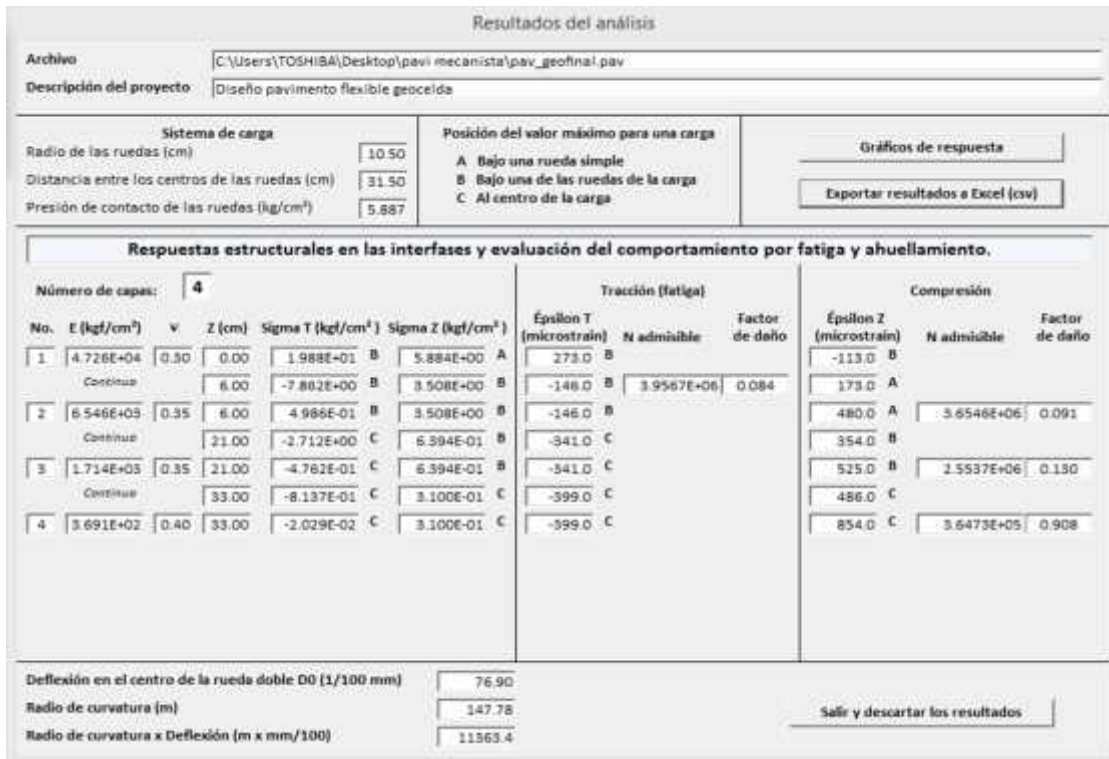 Resultados del análisis
Archivo C:\Users\TOSHIBA\Desktop\pavi mecanista\pav_geofinal.pav
Descripción del proyecto Diseño pavimento flexible geocelda
Sistema de carga
Radio de las ruedas (cm) 10.50
Distancia entre los centros de las ruedas (cm) 31.50
Presión de contacto de las ruedas (kg/cm²) 5.887
Posición del valor máximo para una carga
A Bajo una rueda simple
B Bajo una de las ruedas de la carga
C Al centro de la carga
Gráficos de respuesta
Exportar resultados a Excel (csv)
Respuestas estructurales en las interfases y evaluación del comportamiento por fatiga y ahuellamiento.
Número de capas: 4
Tracción (fatiga)
Compresión
No. E (kgf/cm²) v Z (cm) Sigma T (kgf/cm²) Sigma Z (kgf/cm²) Épsilon T (microstrain) N admisible Factor de daño Épsilon Z (microstrain) N admisible Factor de daño
1 4.726E+04 0.30 0.00 1.988E+01 B 5.884E+00 A 273.0 B -113.0 B
Continua 6.00 -7.862E+00 B 3.508E+00 B -146.0 B 3.9567E+06 0.084 173.0 A
2 6.546E+03 0.35 6.00 4.986E-01 B 3.508E+00 B -146.0 B 480.0 A 3.6546E+06 0.091
Continua 21.00 -2.712E+00 C 6.394E-01 B -341.0 C 354.0 B
3 1.714E+03 0.35 21.00 -4.762E-01 C 6.394E-01 B -341.0 C 525.0 B 2.5537E+06 0.130
Continua 33.00 -8.137E-01 C 3.100E-01 C -399.0 C 486.0 C
4 3.691E+02 0.40 33.00 -2.029E-02 C 3.100E-01 C -399.0 C 854.0 C 3.6473E+05 0.908
Deflexión en el centro de la rueda doble D0 (1/100 mm) 76.90
Radio de curvatura (m) 147.78
Radio de curvatura x Deflexión (m x mm/100) 11363.4
Salir y descartar los resultados